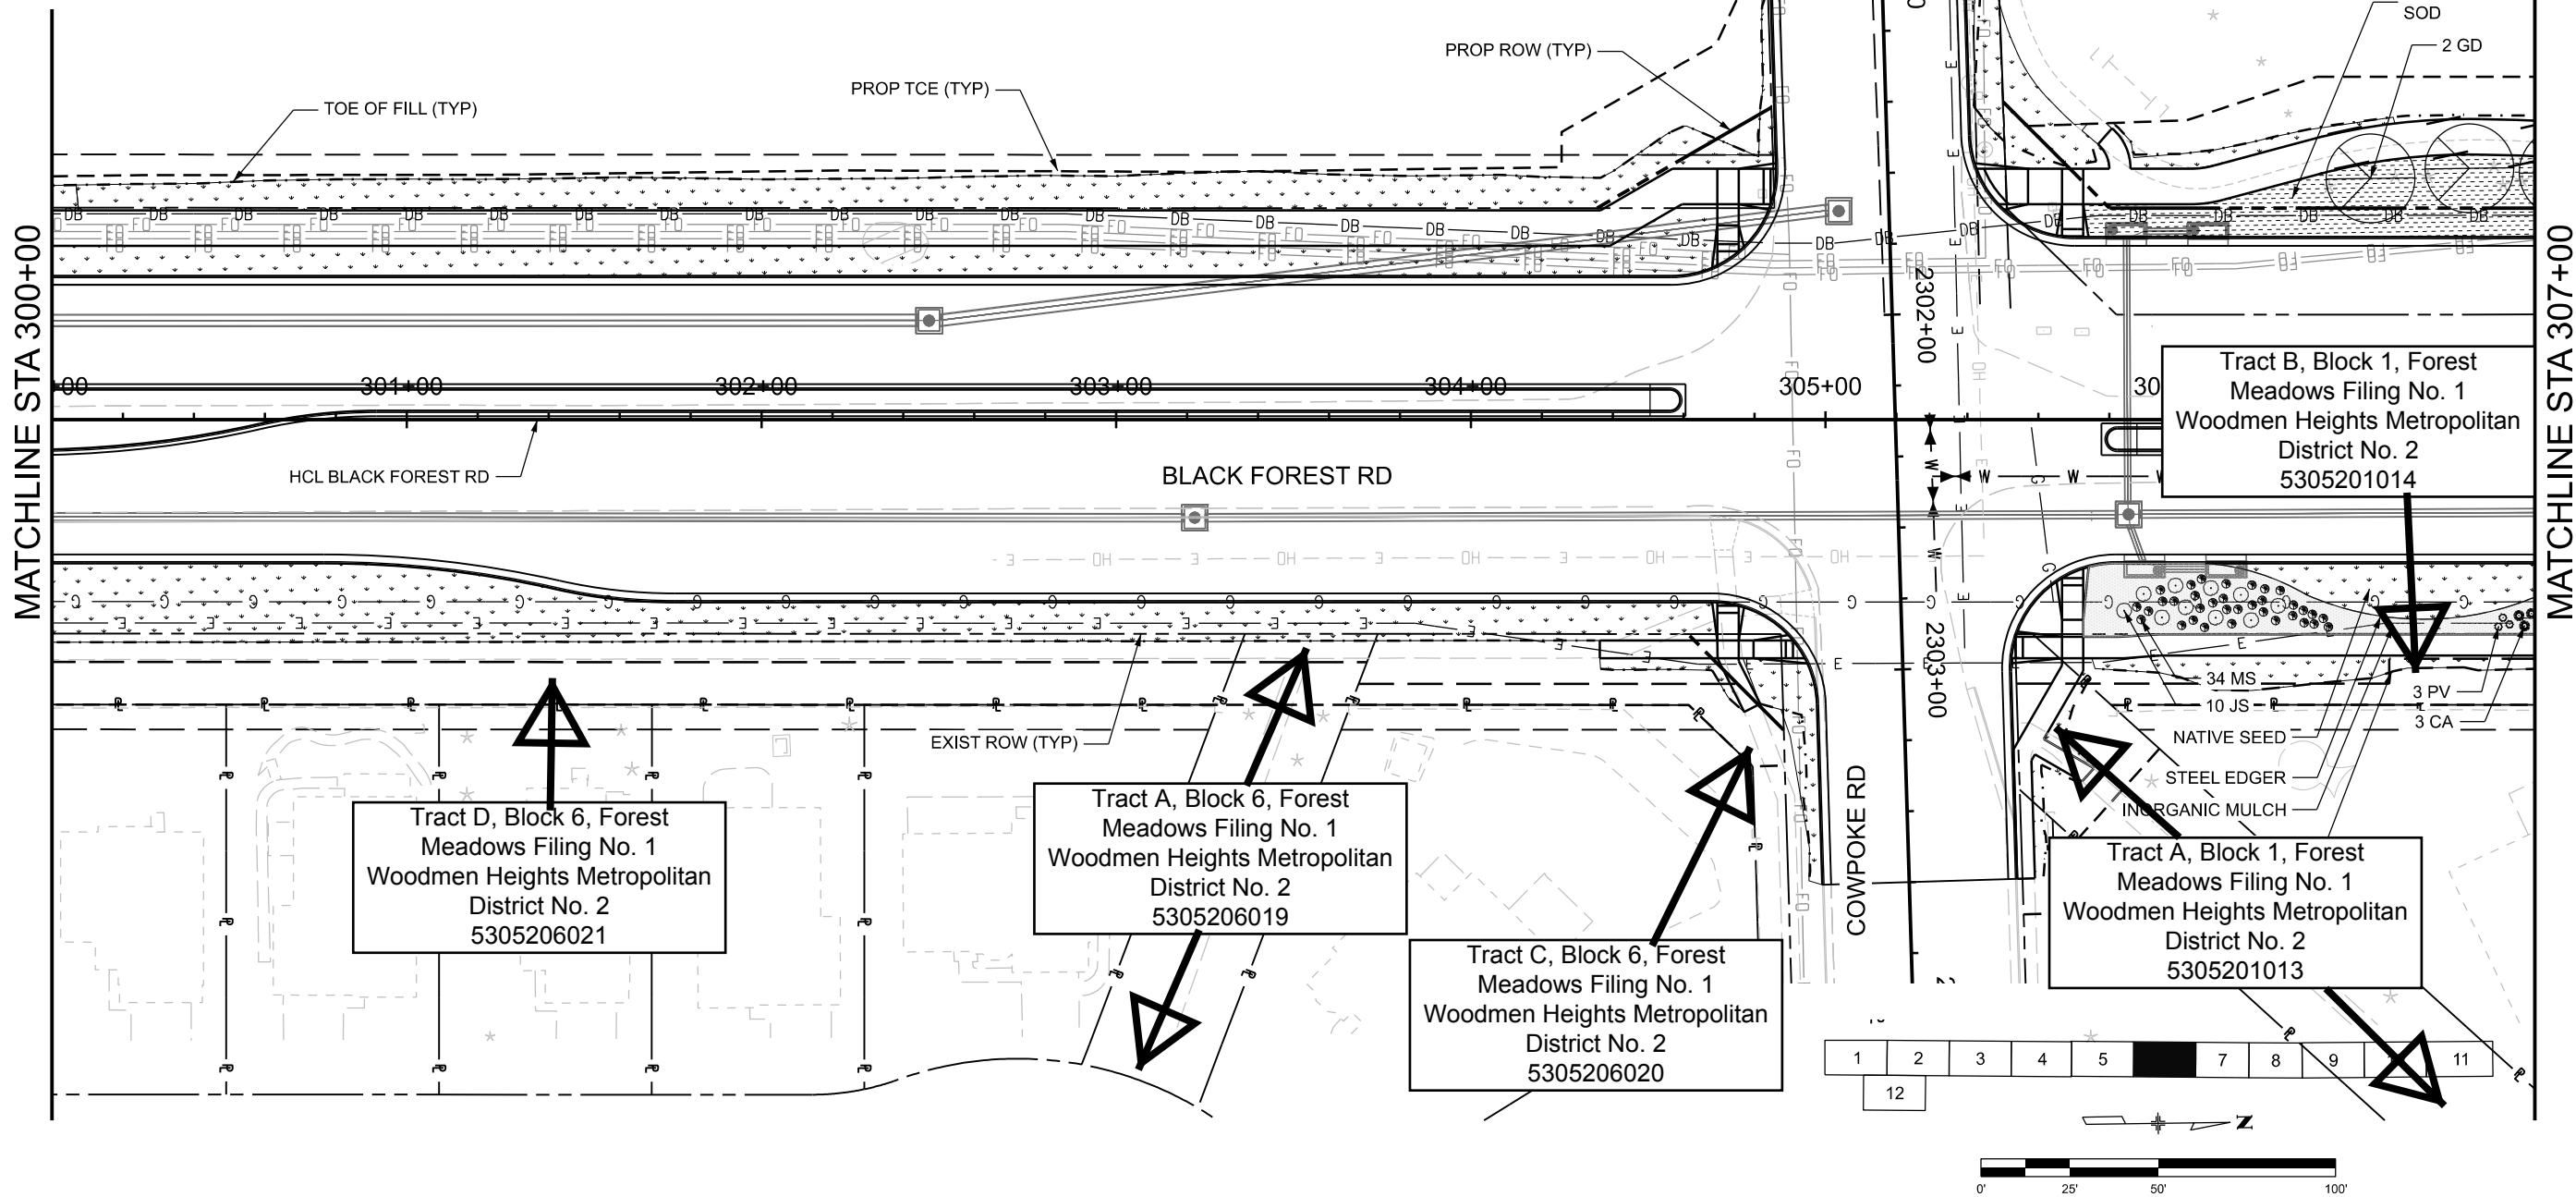 SOD
2 GD
PROP ROW (TYP)
PROP TCE (TYP)
TOE OF FILL (TYP)
MATCHLINE STA 300+00
MATCHLINE STA 307+00
2302+00
+00
301+00
302+00
303+00
304+00
305+00
30
Tract B, Block 1, Forest
Meadows Filing No. 1
Woodmen Heights Metropolitan
District No. 2
5305201014
HCL BLACK FOREST RD
BLACK FOREST RD
2303+00
34 MS
10 JS
3 PV
3 CA
NATIVE SEED
STEEL EDGER
INORGANIC MULCH
EXIST ROW (TYP)
COWPOKE RD
Tract D, Block 6, Forest
Meadows Filing No. 1
Woodmen Heights Metropolitan
District No. 2
5305206021
Tract A, Block 6, Forest
Meadows Filing No. 1
Woodmen Heights Metropolitan
District No. 2
5305206019
Tract C, Block 6, Forest
Meadows Filing No. 1
Woodmen Heights Metropolitan
District No. 2
5305206020
Tract A, Block 1, Forest
Meadows Filing No. 1
Woodmen Heights Metropolitan
District No. 2
5305201013
1 2 3 4 5 7 8 9 11
12
N
0' 25' 50' 100'